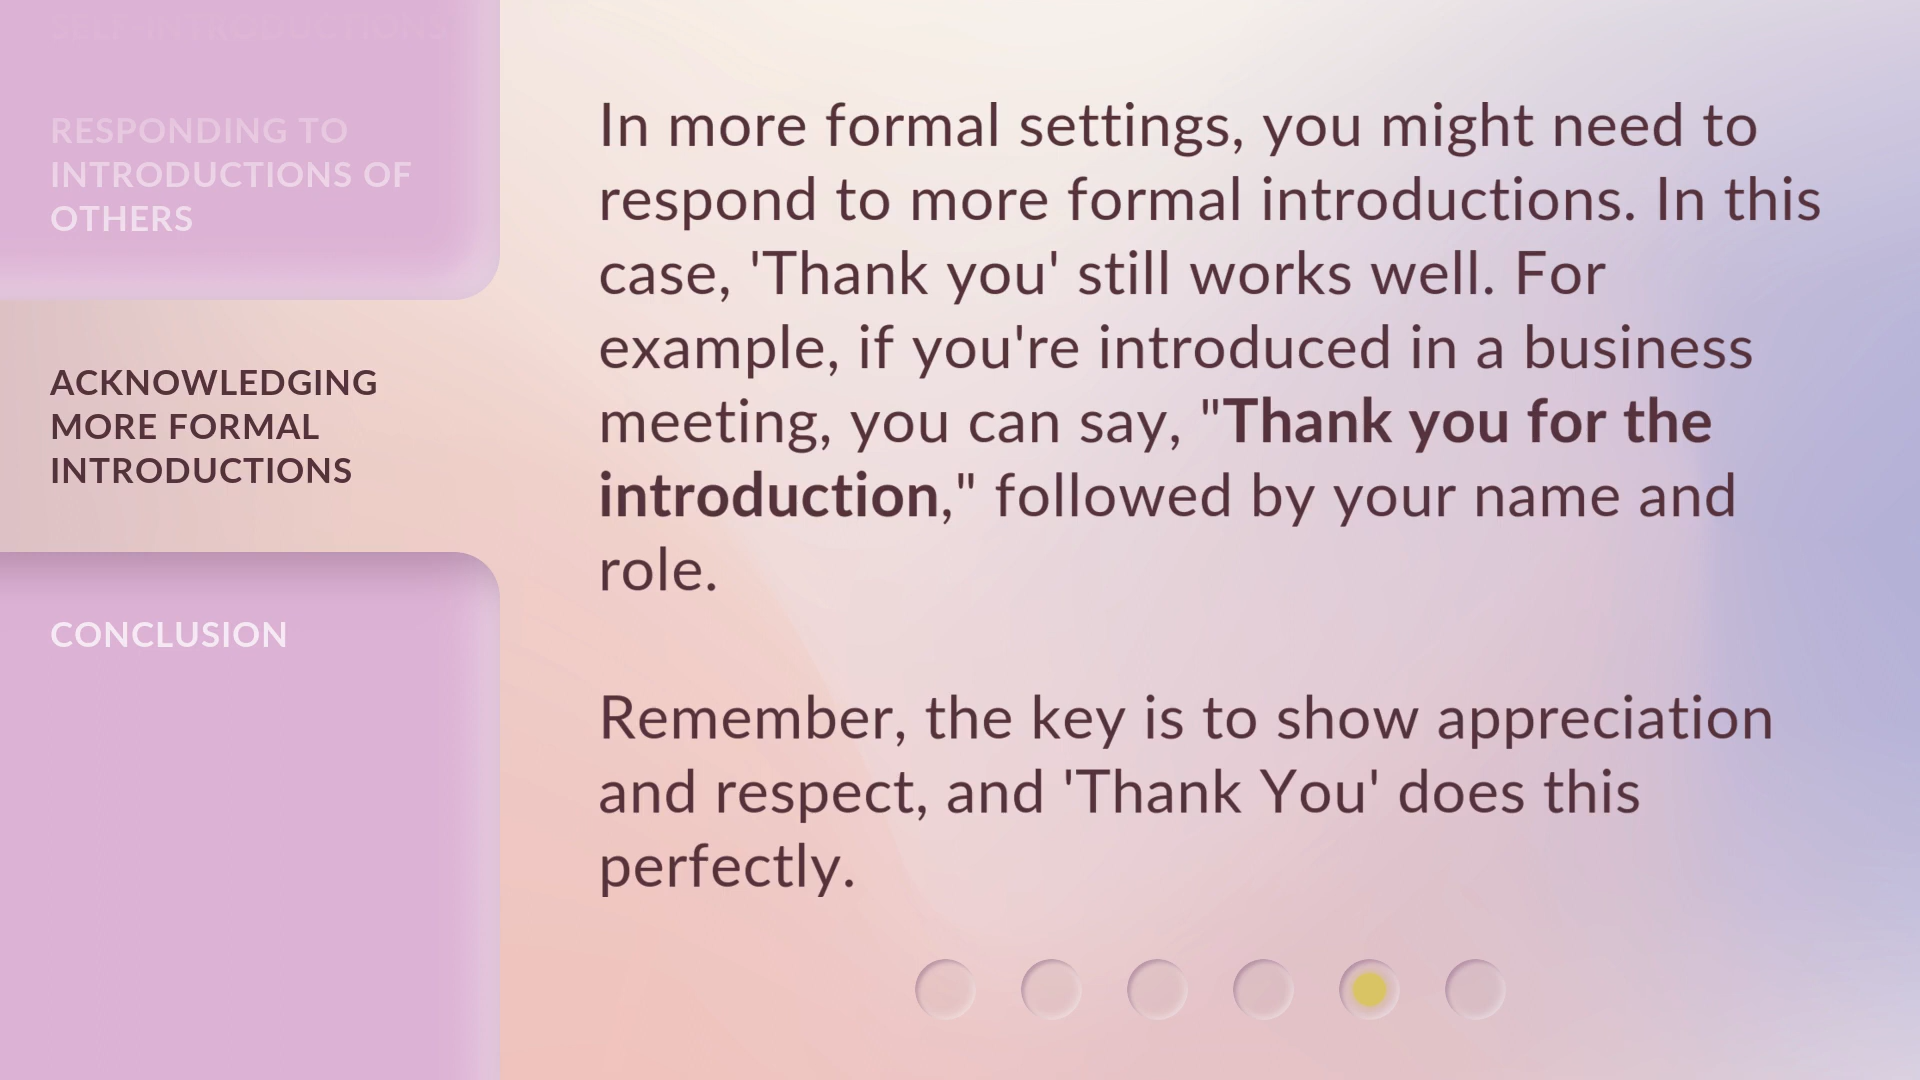 SELF-INTRODUCTIONS
RESPONDING TO
INTRODUCTIONS OF
OTHERS
ACKNOWLEDGING
MORE FORMAL
INTRODUCTIONS
CONCLUSION
In more formal settings, you might need to
respond to more formal introductions. In this
case, 'Thank you' still works well. For
example, if you're introduced in a business
meeting, you can say, "Thank you for the
introduction," followed by your name and
role.
Remember, the key is to show appreciation
and respect, and 'Thank You' does this
perfectly.